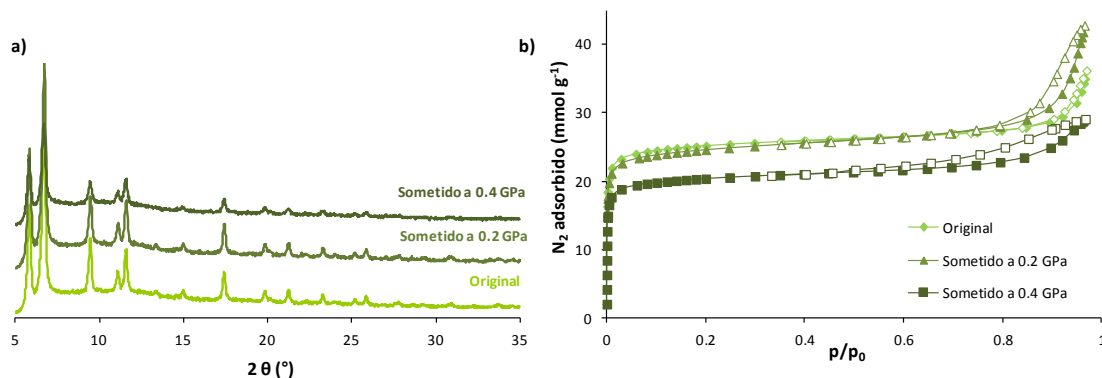 a)
Sometido a 0.4 GPa
Sometido a 0.2 GPa
Original
5 10 15 20 25 30 35
2 θ (°)
b)
N₂ adsorbido (mmol g⁻¹)
40
30
20
10
0
0 0.2 0.4 0.6 0.8 1
p/p₀
Original
Sometido a 0.2 GPa
Sometido a 0.4 GPa